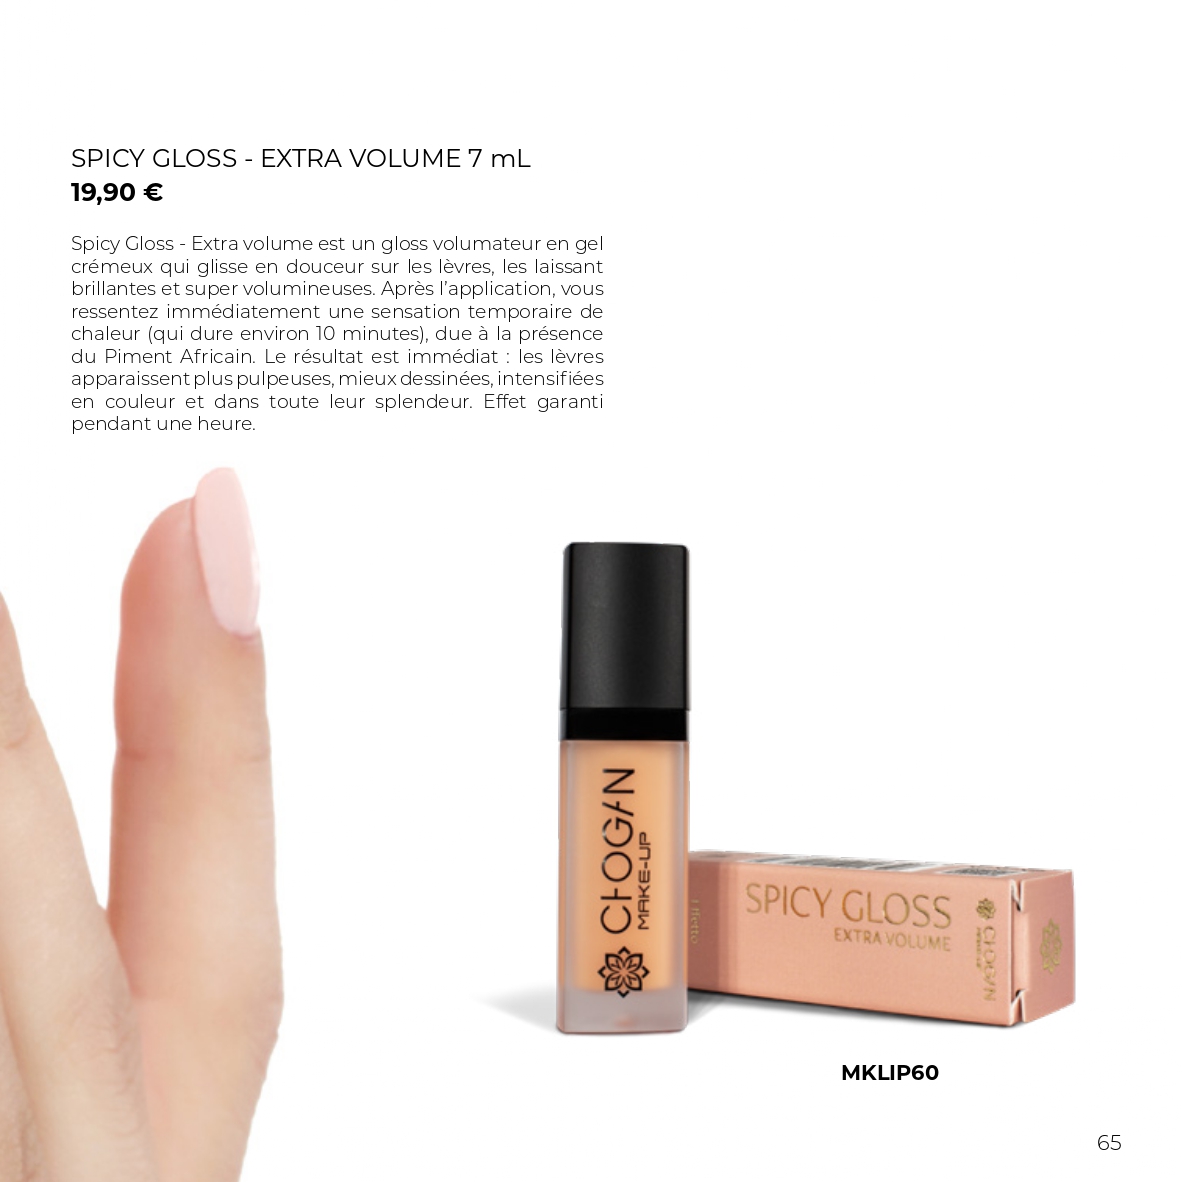 SPICY GLOSS - EXTRA VOLUME 7 mL
19,90 €
Spicy Gloss - Extra volume est un gloss volumateur en gel
crémeux qui glisse en douceur sur les lèvres, les laissant
brillantes et super volumineuses. Après l’application, vous
ressentez immédiatement une sensation temporaire de
chaleur (qui dure environ 10 minutes), due à la présence
du Piment Africain. Le résultat est immédiat : les lèvres
apparaissent plus pulpeuses, mieux dessinées, intensifiées
en couleur et dans toute leur splendeur. Effet garanti
pendant une heure.
CHOGAN
MAKE-UP
Effetto
SPICY GLOSS
EXTRA VOLUME
CHOGAN
MKLIP60
65